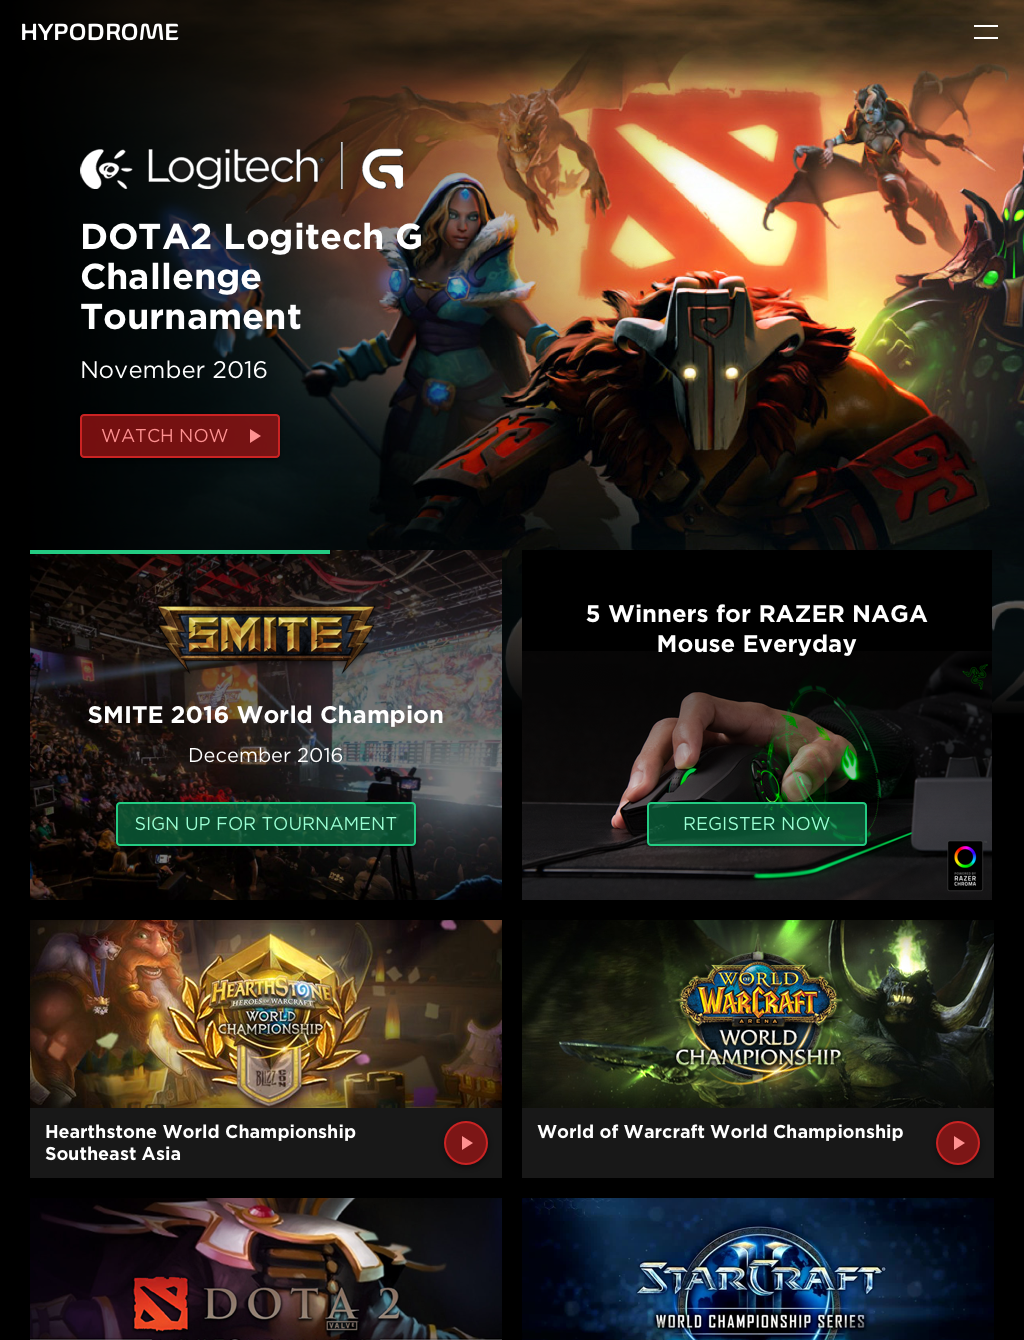 HYPODROME
Logitech G
DOTA2 Logitech G
Challenge
Tournament
November 2016
WATCH NOW
SMITE
SMITE 2016 World Champion
December 2016
SIGN UP FOR TOURNAMENT
5 Winners for RAZER NAGA
Mouse Everyday
REGISTER NOW
POWERED BY
RAZER
CHROMA
HEARTHSTONE
HEROES OF WARCRAFT
WORLD
CHAMPIONSHIP
BLIZZCON
Hearthstone World Championship
Southeast Asia
WORLD
OF
WARCRAFT
ARENA
WORLD
CHAMPIONSHIP
World of Warcraft World Championship
DOTA 2
VALVE
STARCRAFT II
WORLD CHAMPIONSHIP SERIES